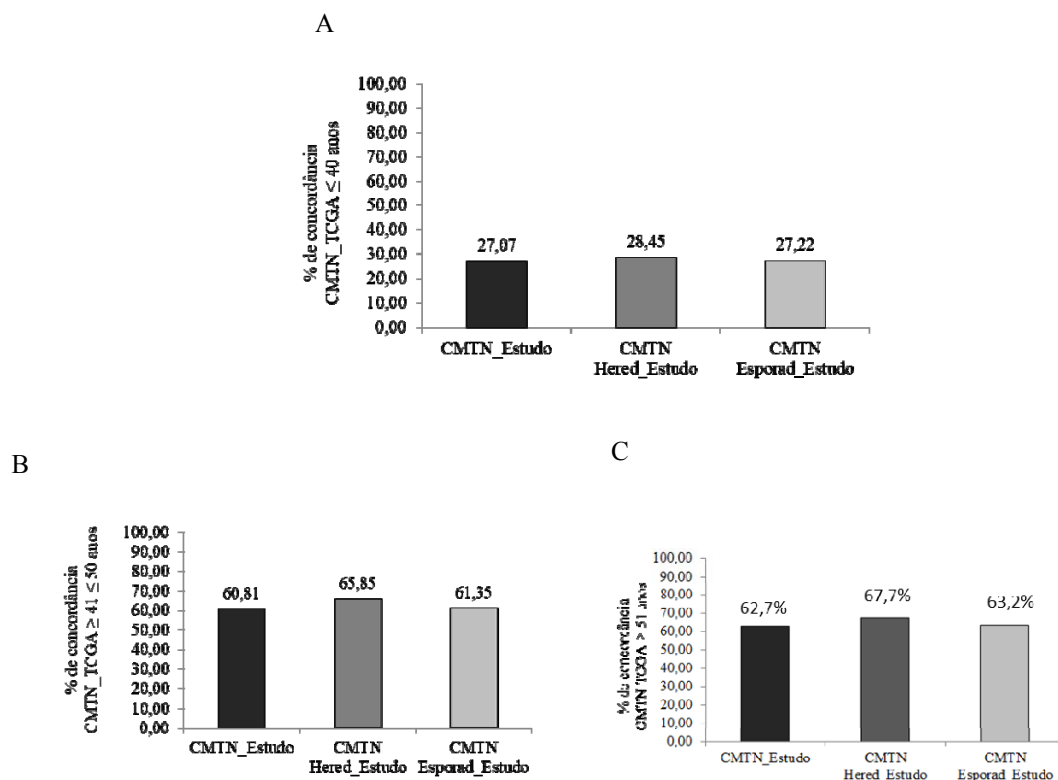 A
% de concordância
CMTN_TCGA ≤ 40 anos
100,00
90,00
80,00
70,00
60,00
50,00
40,00
30,00
20,00
10,00
0,00
27,07
28,45
27,22
CMTN_Estudo
CMTN
Hered_Estudo
CMTN
Esporad_Estudo
B
% de concordância
CMTN_TCGA ≥ 41 ≤ 50 anos
100,00
90,00
80,00
70,00
60,00
50,00
40,00
30,00
20,00
10,00
0,00
60,81
65,85
61,35
CMTN_Estudo
CMTN
Hered_Estudo
CMTN
Esporad_Estudo
C
% de concordância
CMTN TCGA > 51 anos
100,00
90,00
80,00
70,00
60,00
50,00
40,00
30,00
20,00
10,00
0,00
62,7%
67,7%
63,2%
CMTN_Estudo
CMTN
Hered_Estudo
CMTN
Esporad_Estudo